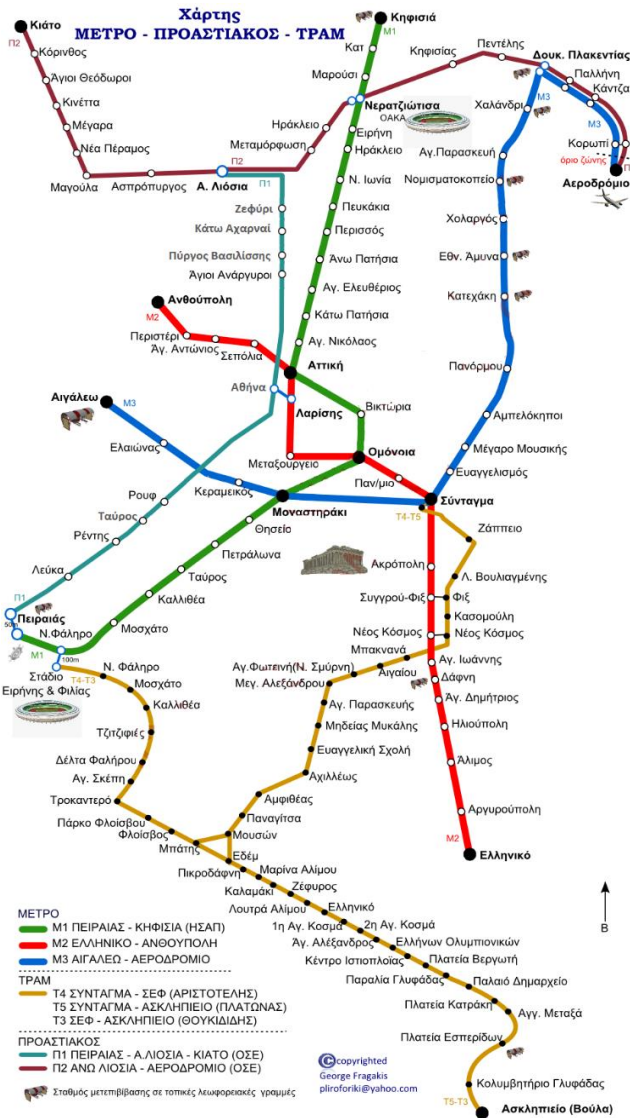 Χάρτης
ΜΕΤΡΟ - ΠΡΟΑΣΤΙΑΚΟΣ - ΤΡΑΜ
Κιάτο
Π2
Κόρινθος
Άγιοι Θεόδωροι
Κινέττα
Μέγαρα
Νέα Πέραμος
Μαγούλα
Ασπρόπυργος
Α. Λιόσια
Π2
Π1
Μεταμόρφωση
Ηράκλειο
Κηφισίας
Πεντέλης
Δουκ. Πλακεντίας
Παλλήνη
Κάντζα
Κορωπί
όριο ζώνης
Π
Αεροδρόμιο
Κηφισιά
Μ1
Κατ
Μαρούσι
Νερατζιώτισα
ΟΑΚΑ
Ειρήνη
Ηράκλειο
Ν. Ιωνία
Πευκάκια
Περισσός
Άνω Πατήσια
Αγ. Ελευθέριος
Κάτω Πατήσια
Αγ. Νικόλαος
Αττική
Βικτώρια
Ομόνοια
Μ3
Μ3
Χαλάνδρι
Αγ.Παρασκευή
Νομισματοκοπείο
Χολαργός
Εθν. Άμυνα
Κατεχάκη
Πανόρμου
Αμπελόκηποι
Μέγαρο Μουσικής
Ευαγγελισμός
Σύνταγμα
Ζεφύρι
Κάτω Αχαρναί
Πύργος Βασιλίσσης
Άγιοι Ανάργυροι
Ανθούπολη
Μ2
Περιστέρι
Άγ. Αντώνιος
Σεπόλια
Αθήνα
Λαρίσης
Μεταξουργειο
Παν/μιο
Αιγάλεω
Μ3
Ελαιώνας
Κεραμεικος
Μοναστηράκι
Ρουφ
Ταύρος
Ρέντης
Λεύκα
Π1
Πειραιάς
50m
Ν.Φάληρο
Μ1
100m
Θησείο
Πετράλωνα
Ταύρος
Καλλιθέα
Μοσχάτο
Στάδιο
Ειρήνης & Φιλίας
Τ4-Τ3
Τ4-Τ5
Ζάππειο
Ακρόπολη
Λ. Βουλιαγμένης
Συγγρού-Φιξ
Φιξ
Κασομούλη
Νέος Κόσμος
Νέος Κόσμος
Μπακνανά
Αιγαίου
Αγ. Ιωάννης
Δάφνη
Άγ. Δημήτριος
Ηλιούπολη
Άλιμος
Αργυρούπολη
Μ2
Ελληνικό
Αγ.Φωτεινή(Ν. Σμύρνη)
Μεγ. Αλεξάνδρου
Αγ. Παρασκευής
Μηδείας Μυκάλης
Ευαγγελική Σχολή
Αχιλλέως
Αμφιθέας
Παναγίτσα
Μουσών
Εδέμ
Ν. Φάληρο
Μοσχάτο
Καλλιθέα
Τζιτζιφιές
Δέλτα Φαλήρου
Αγ. Σκέπη
Τροκαντερό
Πάρκο Φλοίσβου
Φλοίσβος
Μπάτης
Πικροδάφνη
Μαρίνα Αλίμου
Καλαμάκι
Ζέφυρος
Λουτρά Αλίμου
Ελληνικό
1η Αγ. Κοσμά
2η Αγ. Κοσμά
Άγ. Αλέξανδρος
Ελλήνων Ολυμπιονικών
Κέντρο Ιστιοπλοΐας
Πλατεία Βεργωτή
Παραλία Γλυφάδας
Παλαιό Δημαρχείο
Πλατεία Κατράκη
Αγγ. Μεταξά
Πλατεία Εσπερίδων
Κολυμβητήριο Γλυφάδας
Τ5-Τ3
Ασκληπιείο (Βούλα)
Β
ΜΕΤΡΟ
Μ1 ΠΕΙΡΑΙΑΣ - ΚΗΦΙΣΙΑ (ΗΣΑΠ)
Μ2 ΕΛΛΗΝΙΚΟ - ΑΝΘΟΥΠΟΛΗ
Μ3 ΑΙΓΑΛΕΩ - ΑΕΡΟΔΡΟΜΙΟ
ΤΡΑΜ
Τ4 ΣΥΝΤΑΓΜΑ - ΣΕΦ (ΑΡΙΣΤΟΤΕΛΗΣ)
Τ5 ΣΥΝΤΑΓΜΑ - ΑΣΚΛΗΠΙΕΙΟ (ΠΛΑΤΩΝΑΣ)
Τ3 ΣΕΦ - ΑΣΚΛΗΠΙΕΙΟ (ΘΟΥΚΙΔΙΔΗΣ)
ΠΡΟΑΣΤΙΑΚΟΣ
Π1 ΠΕΙΡΑΙΑΣ - Α.ΛΙΟΣΙΑ - ΚΙΑΤΟ (ΟΣΕ)
Π2 ΑΝΩ ΛΙΟΣΙΑ - ΑΕΡΟΔΡΟΜΙΟ (ΟΣΕ)
Σταθμός μετεπιβίβασης σε τοπικές λεωφορειακές γραμμές
©copyrighted
George Fragakis
pliroforiki@yahoo.com